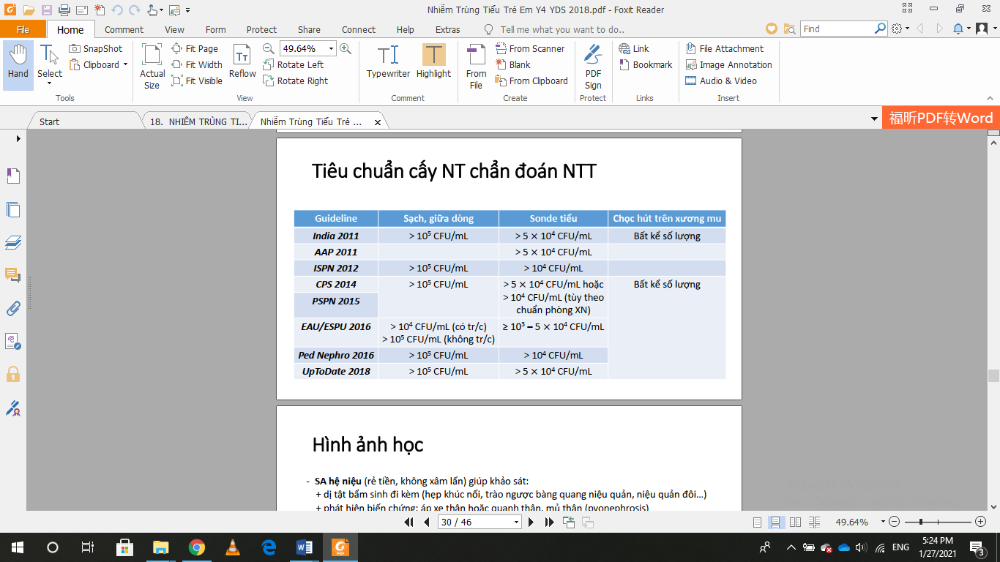 Nhiễm Trùng Tiểu Trẻ Em Y4 YDS 2018.pdf - Foxit Reader
File Home Comment View Form Protect Share Connect Help Extras Tell me what you want to do.. Find
Hand
Select
SnapShot
Clipboard
Tools
Actual Size
Fit Page
Fit Width
Fit Visible
Reflow
49.64%
Rotate Left
Rotate Right
View
Typewriter
Highlight
Comment
From File
From Scanner
Blank
From Clipboard
Create
PDF Sign
Protect
Link
Bookmark
Links
File Attachment
Image Annotation
Audio & Video
Insert
Start
18. NHIỄM TRÙNG TI...
Nhiễm Trùng Tiểu Trẻ ...
福昕PDF转Word
Tiêu chuẩn cấy NT chẩn đoán NTT
Guideline Sạch, giữa dòng Sonde tiểu Chọc hút trên xương mu
India 2011 > 10⁵ CFU/mL > 5 × 10⁴ CFU/mL Bất kể số lượng
AAP 2011 > 5 × 10⁴ CFU/mL
ISPN 2012 > 10⁵ CFU/mL > 10⁴ CFU/mL
CPS 2014 > 10⁵ CFU/mL > 5 × 10⁴ CFU/mL hoặc Bất kể số lượng
PSPN 2015 > 10⁴ CFU/mL (tùy theo
chuẩn phòng XN)
EAU/ESPU 2016 > 10⁴ CFU/mL (có tr/c) ≥ 10³ – 5 × 10⁴ CFU/mL
> 10⁵ CFU/mL (không tr/c)
Ped Nephro 2016 > 10⁵ CFU/mL > 10⁴ CFU/mL
UpToDate 2018 > 10⁵ CFU/mL > 5 × 10⁴ CFU/mL
Hình ảnh học
- SA hệ niệu (rẻ tiền, không xâm lấn) giúp khảo sát:
+ dị tật bẩm sinh đi kèm (hẹp khúc nối, trào ngược bàng quang niệu quản, niệu quản đôi...)
+ phát hiện biến chứng: áp xe thận hoặc quanh thận, mủ thận (pyonephrosis)
30 / 46
49.64%
ENG
5:24 PM
1/27/2021
3